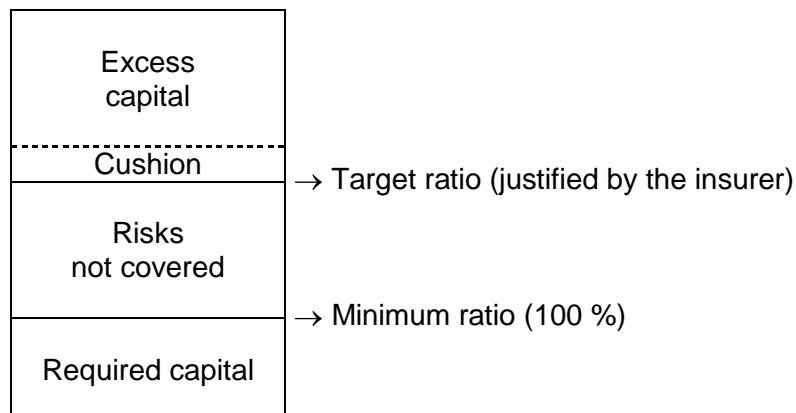 Excess
capital
Cushion
→ Target ratio (justified by the insurer)
Risks
not covered
→ Minimum ratio (100 %)
Required capital